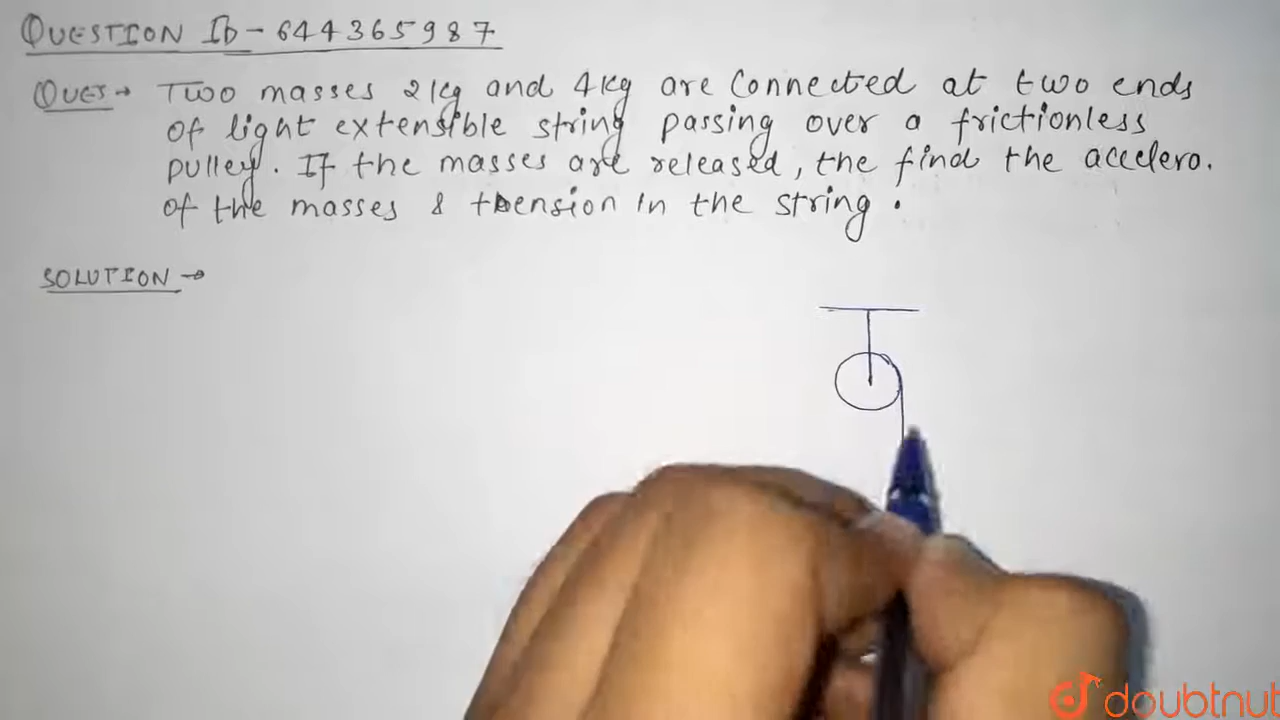 QUESTION ID - 644365987
QUES → Two masses 2kg and 4kg are Connected at two ends
of light extensible string passing over a frictionless
pulley. If the masses are released, the find the accelero.
of the masses & tension in the string.
SOLUTION →
doubtnut